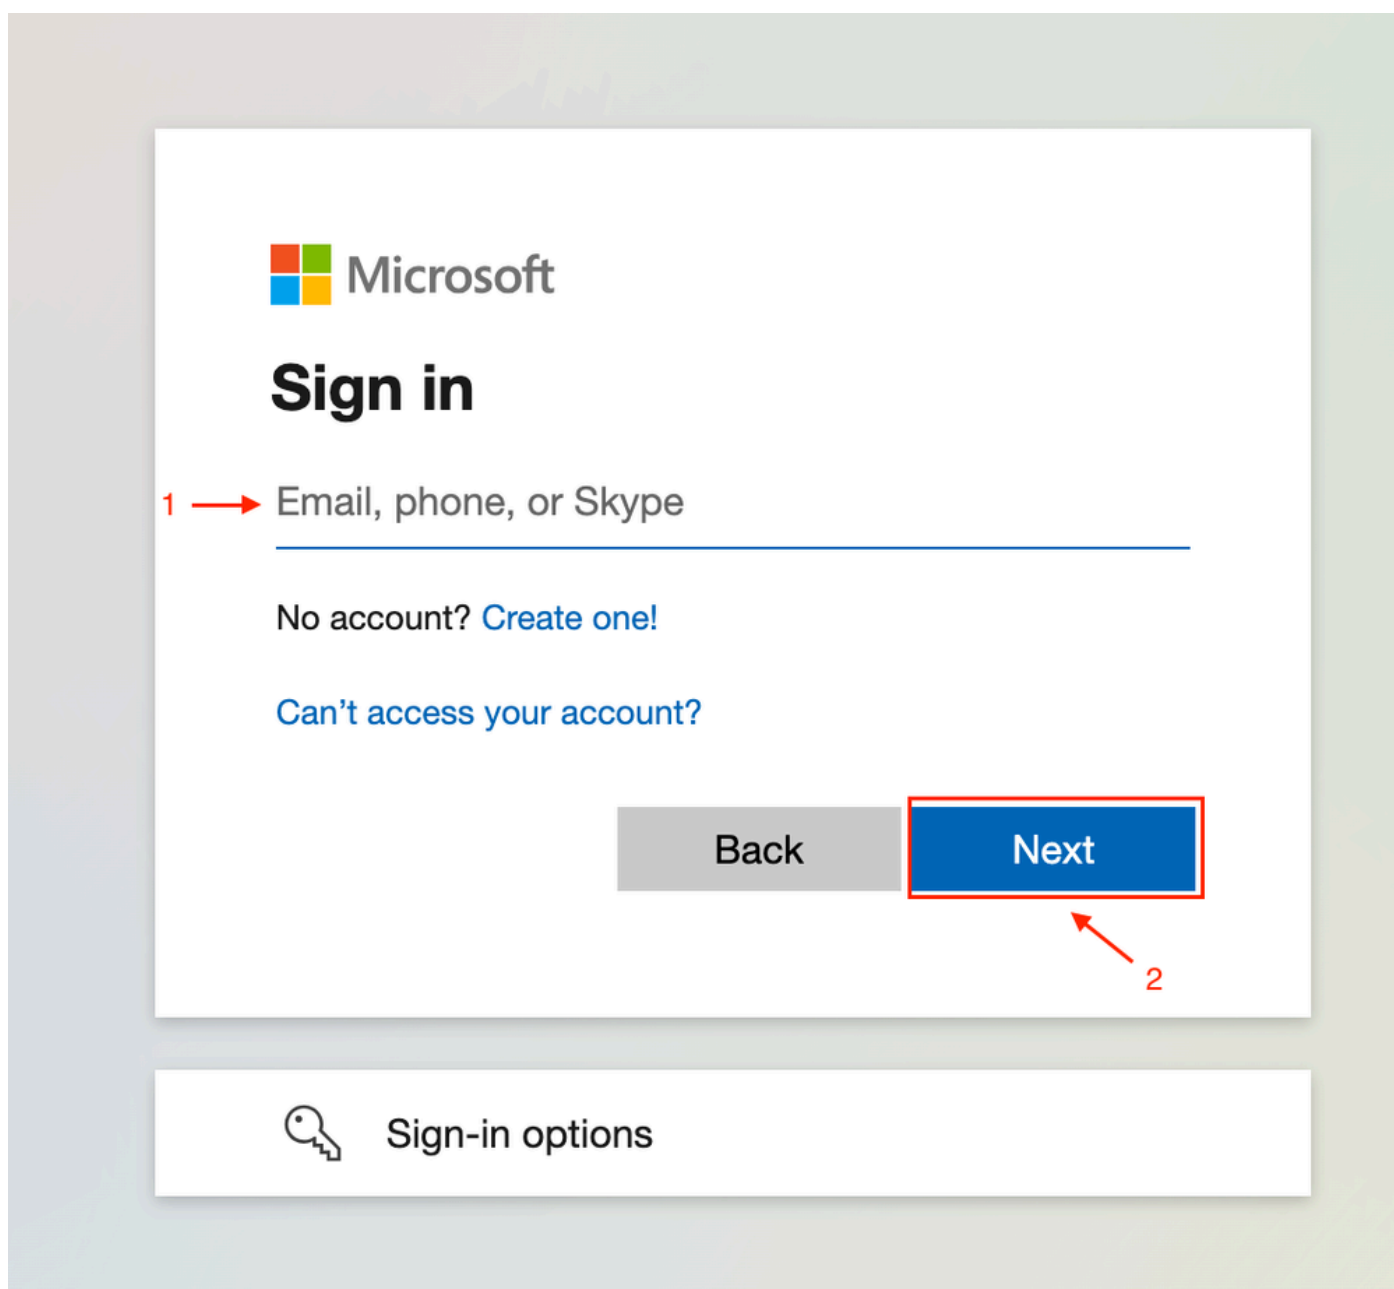 Microsoft
Sign in
1
Email, phone, or Skype
No account? Create one!
Can’t access your account?
Back
Next
2
Sign-in options